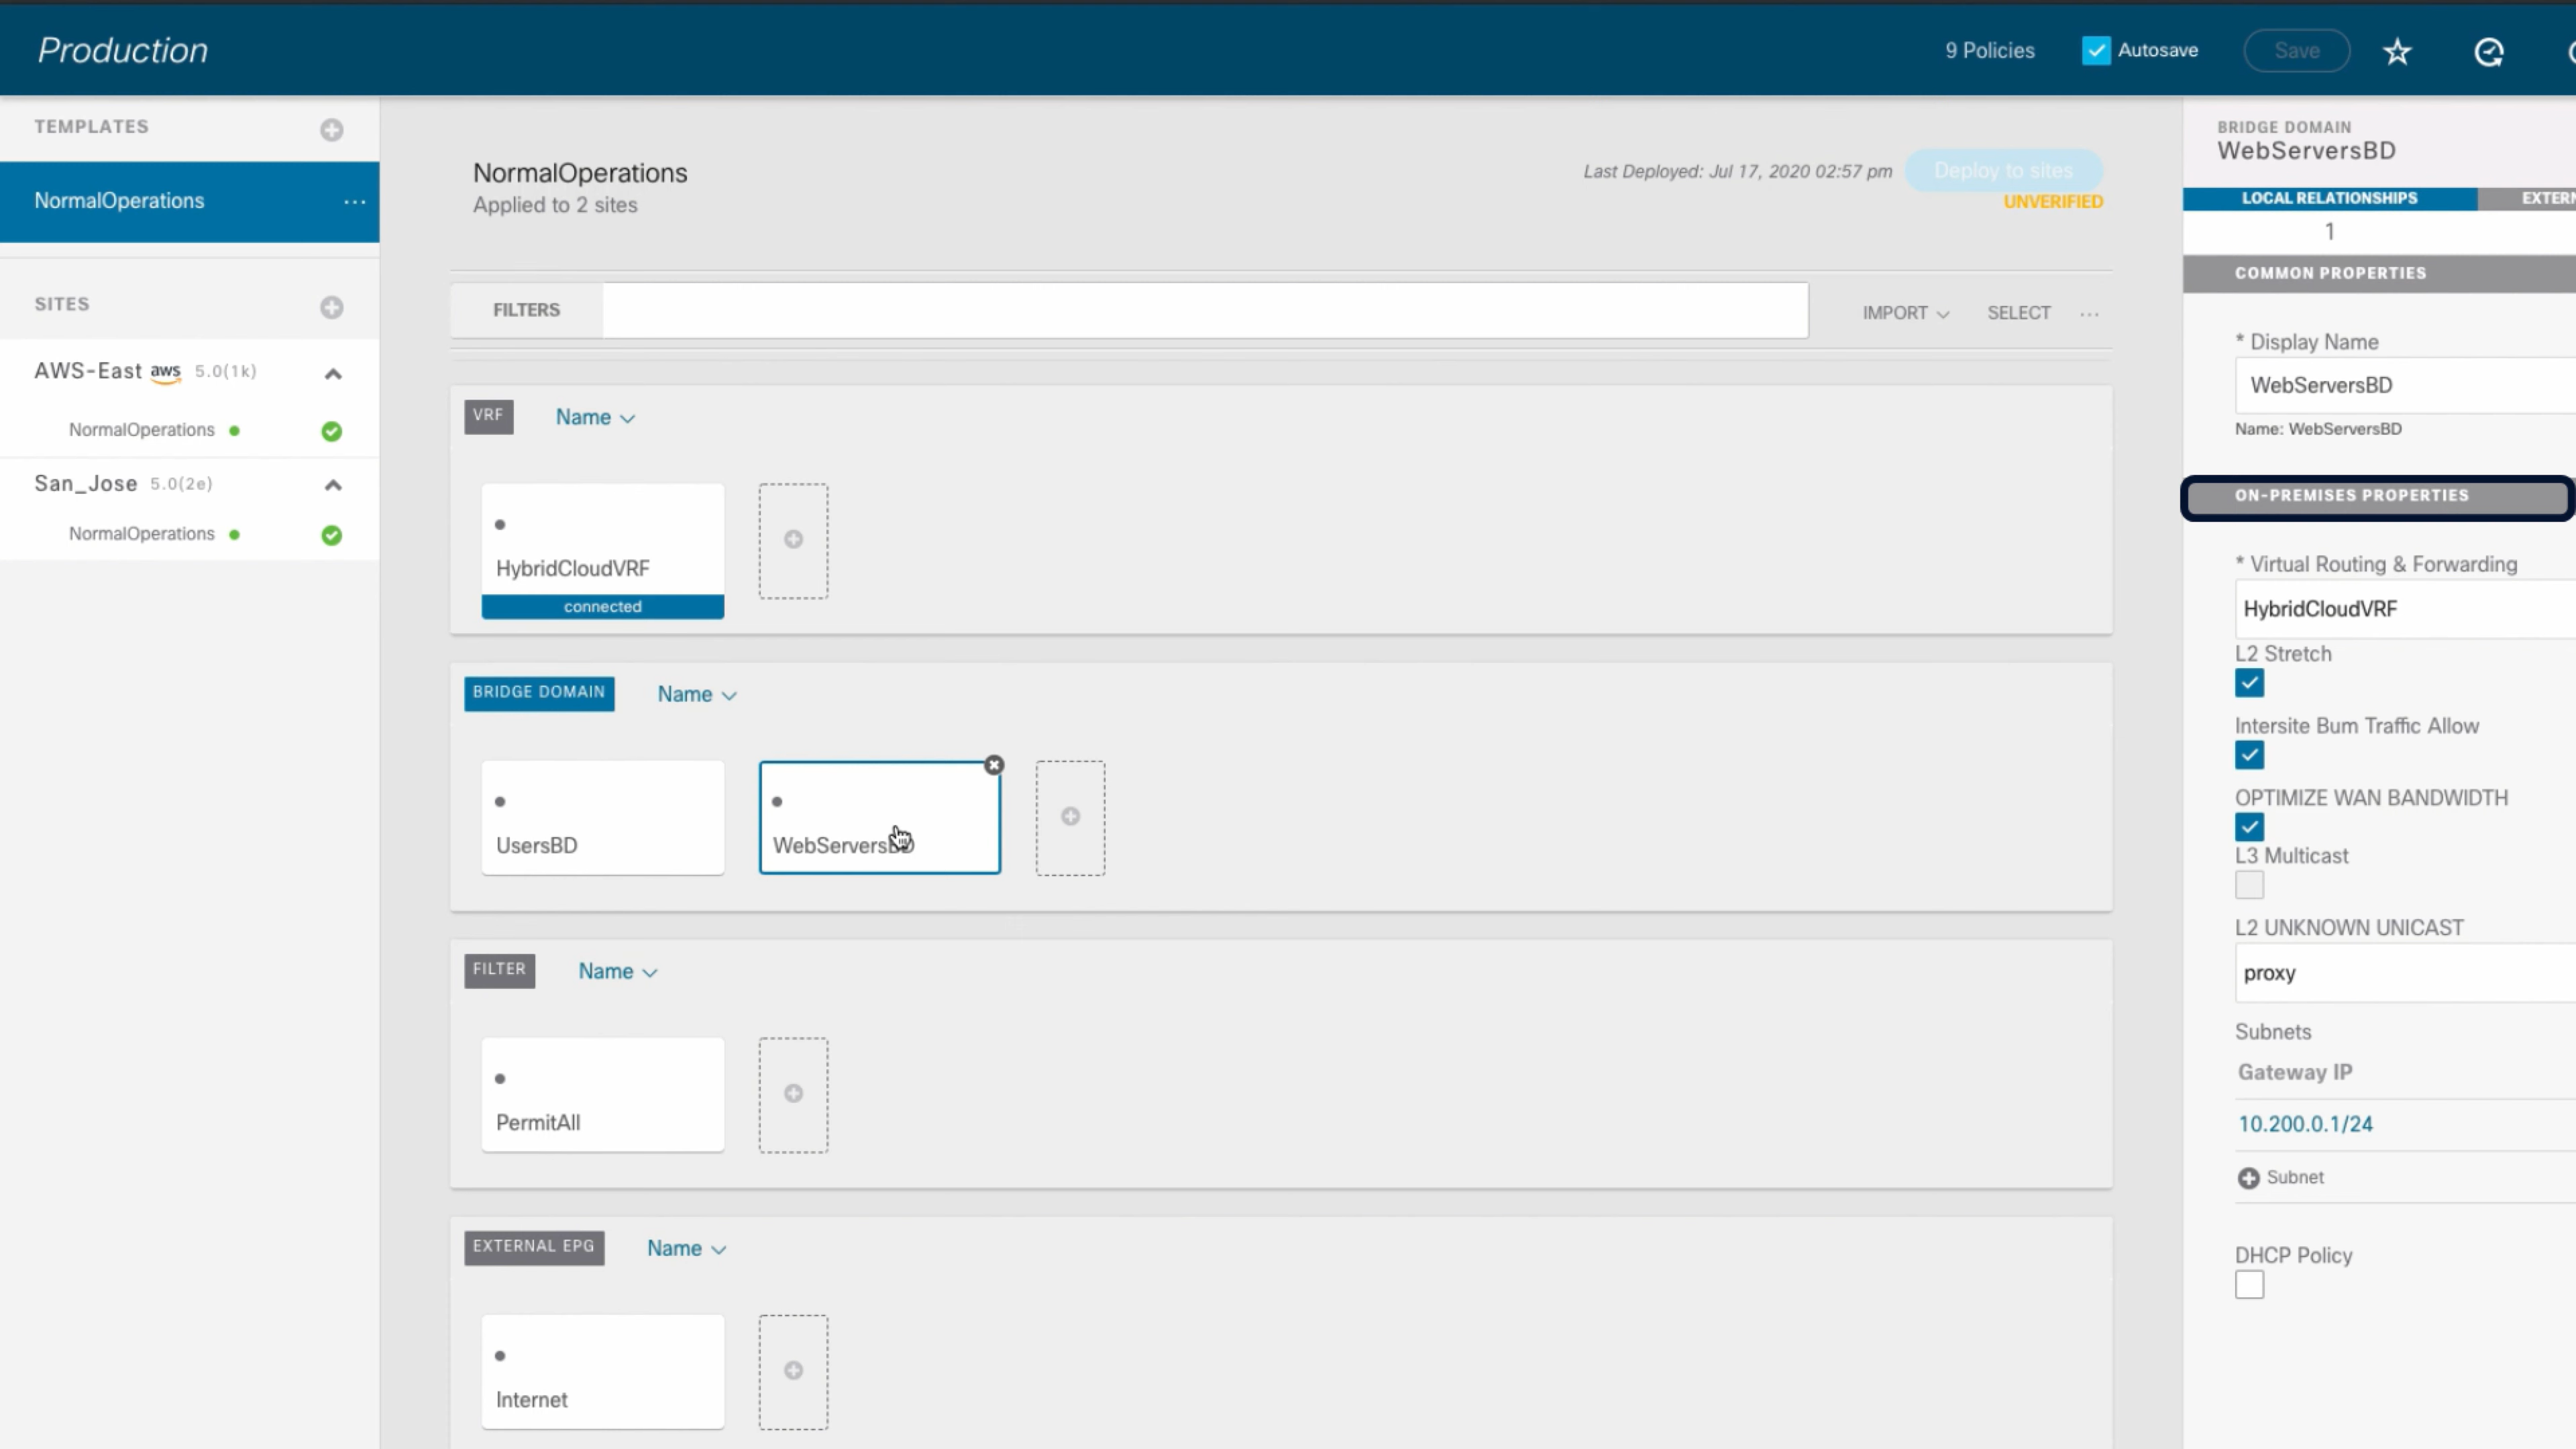 Production
9 Policies
Autosave
Save
TEMPLATES
NormalOperations
SITES
AWS-East aws 5.0(1k)
NormalOperations
San_Jose 5.0(2e)
NormalOperations
NormalOperations
Applied to 2 sites
Last Deployed: Jul 17, 2020 02:57 pm
Deploy to sites
UNVERIFIED
FILTERS
IMPORT
SELECT
VRF
Name
HybridCloudVRF
connected
BRIDGE DOMAIN
Name
UsersBD
WebServersBD
FILTER
Name
PermitAll
EXTERNAL EPG
Name
Internet
BRIDGE DOMAIN
WebServersBD
LOCAL RELATIONSHIPS
1
COMMON PROPERTIES
* Display Name
WebServersBD
Name: WebServersBD
ON-PREMISES PROPERTIES
* Virtual Routing & Forwarding
HybridCloudVRF
L2 Stretch
Intersite Bum Traffic Allow
OPTIMIZE WAN BANDWIDTH
L3 Multicast
L2 UNKNOWN UNICAST
proxy
Subnets
Gateway IP
10.200.0.1/24
Subnet
DHCP Policy